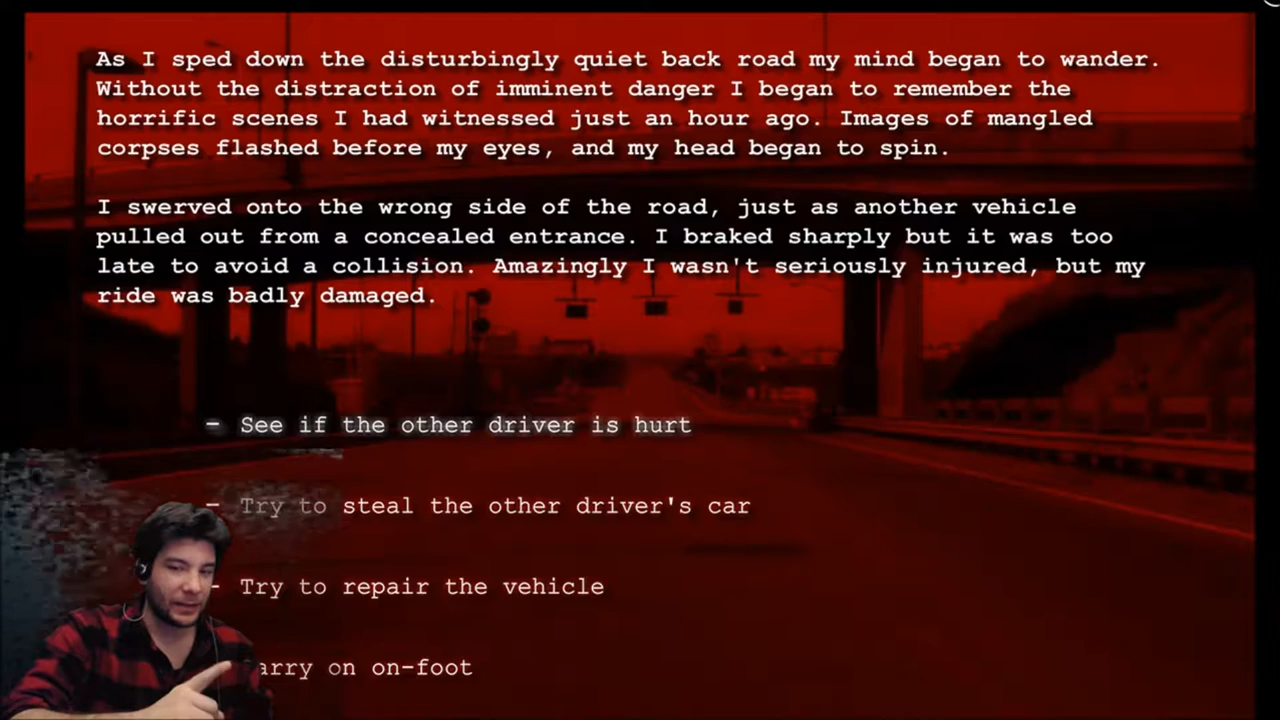 As I sped down the disturbingly quiet back road my mind began to wander.
Without the distraction of imminent danger I began to remember the
horrific scenes I had witnessed just an hour ago. Images of mangled
corpses flashed before my eyes, and my head began to spin.
I swerved onto the wrong side of the road, just as another vehicle
pulled out from a concealed entrance. I braked sharply but it was too
late to avoid a collision. Amazingly I wasn't seriously injured, but my
ride was badly damaged.
- See if the other driver is hurt
- Try to steal the other driver's car
- Try to repair the vehicle
arry on on-foot